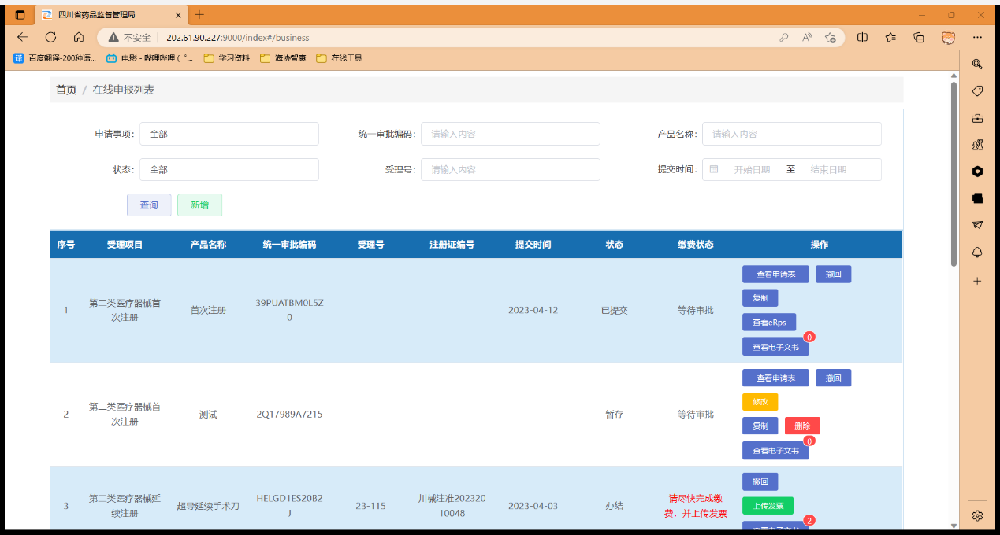 四川省药品监督管理局
不安全 202.61.90.227:9000/index#/business
百度翻译-200种语... 电影 - 哔哩哔哩 ( ゜... 学习资料 海协智康 在线工具
首页 / 在线申报列表
申请事项: 全部 统一审批编码: 请输入内容 产品名称: 请输入内容
状态: 全部 受理号: 请输入内容 提交时间: 开始日期 至 结束日期
查询 新增
序号 受理项目 产品名称 统一审批编码 受理号 注册证编号 提交时间 状态 缴费状态 操作
查看申请表 撤回
复制
1 第二类医疗器械首 首次注册 39PUATBM0L5Z 2023-04-12 已提交 等待审批
次注册 0
查看eRps
0
查看电子文书
查看申请表 撤回
修改
2 第二类医疗器械首 测试 2Q17989A7215 暂存 等待审批
次注册
复制 删除
0
查看电子文书
撤回
3 第二类医疗器械延 超导延续手术刀 HELGD1ES20B2 23-115 川械注准202320 2023-04-03 办结 请尽快完成缴
续注册 J 10048 费，并上传发票
上传发票
2
查看电子文书